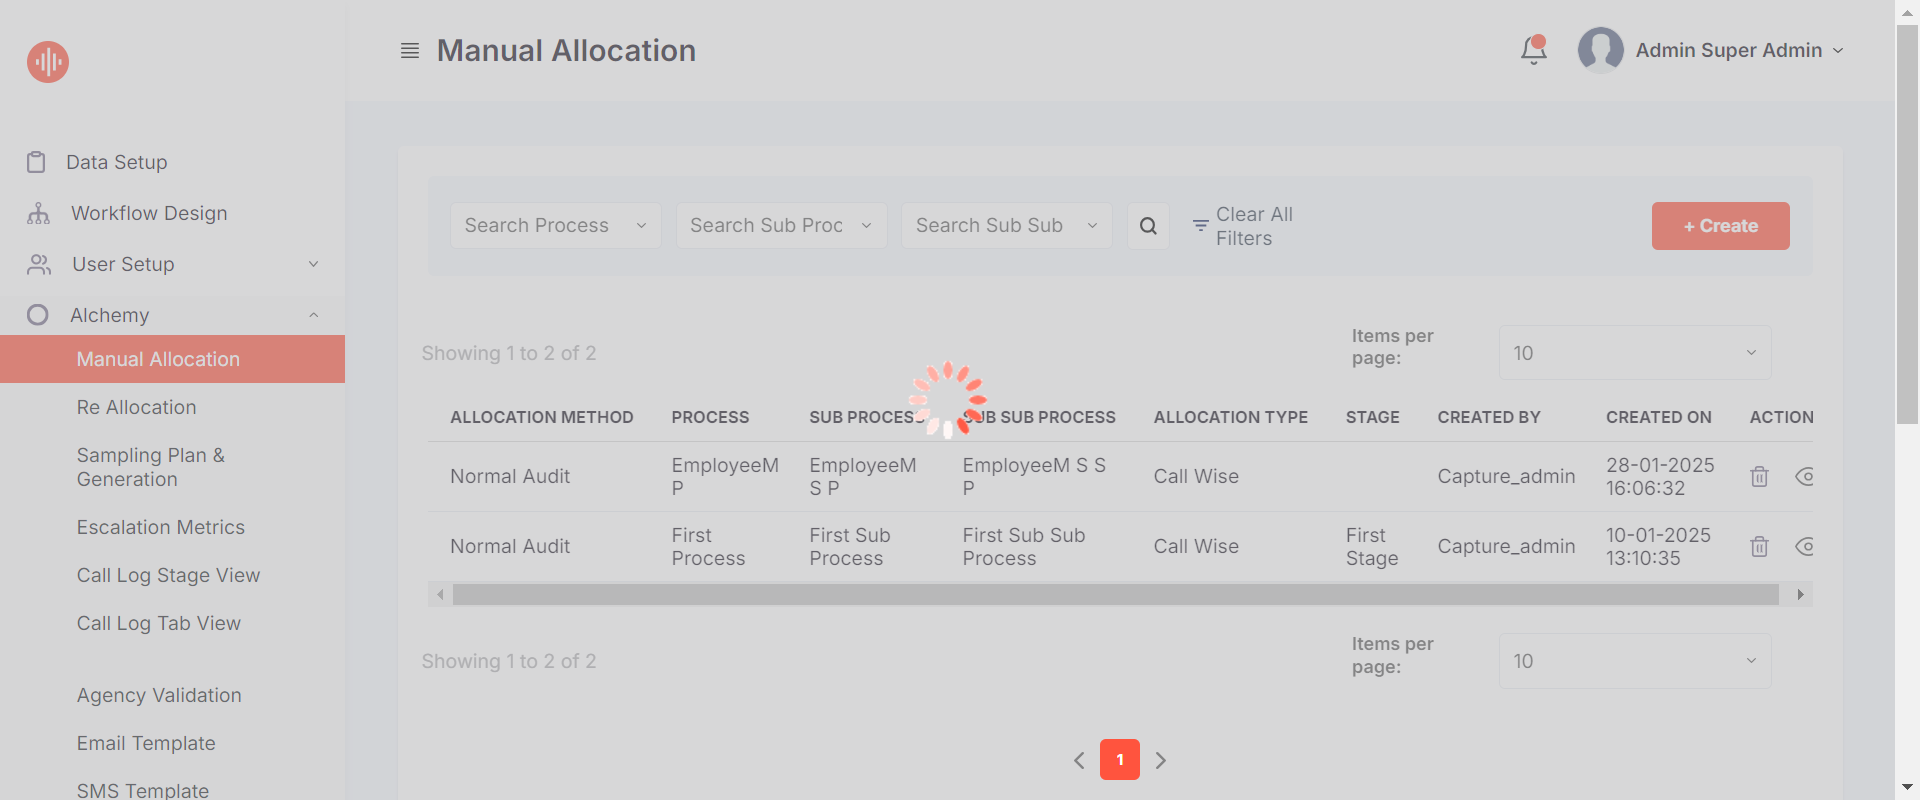 Manual Allocation
Admin Super Admin
Data Setup
Workflow Design
User Setup
Alchemy
Manual Allocation
Re Allocation
Sampling Plan &
Generation
Escalation Metrics
Call Log Stage View
Call Log Tab View
Agency Validation
Email Template
SMS Template
Search Process
Search Sub Proc
Search Sub Sub
Clear All
Filters
+ Create
Showing 1 to 2 of 2
Items per
page:
10
ALLOCATION METHOD PROCESS SUB PROCESS SUB SUB PROCESS ALLOCATION TYPE STAGE CREATED BY CREATED ON ACTION
Normal Audit EmployeeM P EmployeeM S P EmployeeM S S P Call Wise Capture_admin 28-01-2025 16:06:32
Normal Audit First Process First Sub Process First Sub Sub Process Call Wise First Stage Capture_admin 10-01-2025 13:10:35
Showing 1 to 2 of 2
Items per
page:
10
1